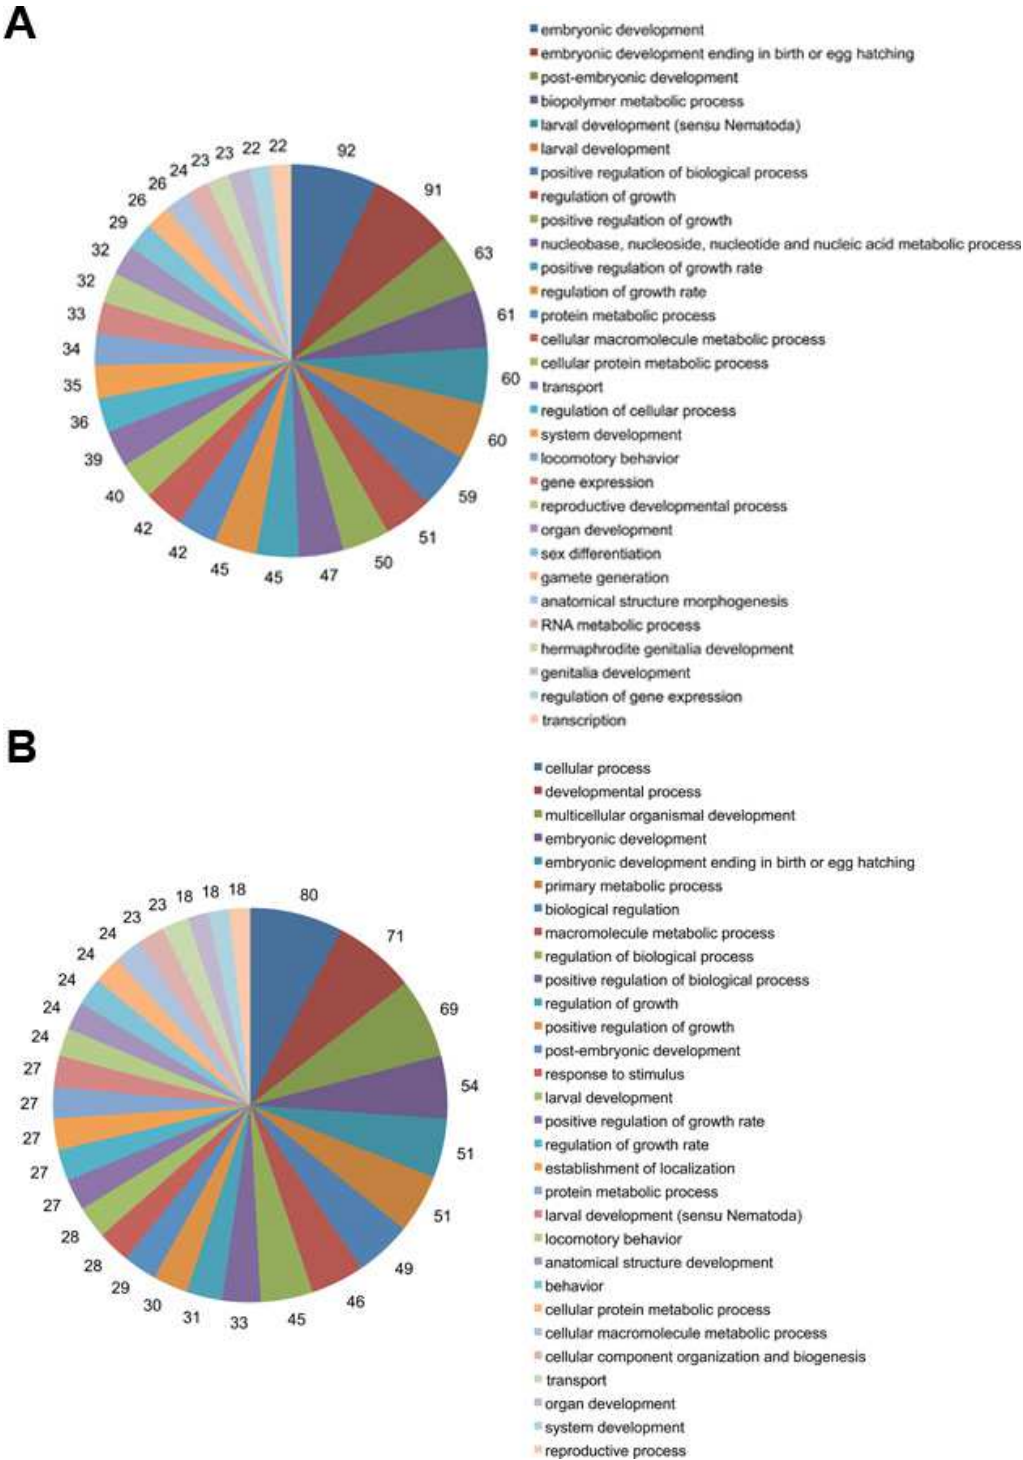 A
embryonic development
embryonic development ending in birth or egg hatching
post-embryonic development
biopolymer metabolic process
larval development (sensu Nematoda)
larval development
positive regulation of biological process
regulation of growth
positive regulation of growth
nucleobase, nucleoside, nucleotide and nucleic acid metabolic process
positive regulation of growth rate
regulation of growth rate
protein metabolic process
cellular macromolecule metabolic process
cellular protein metabolic process
transport
regulation of cellular process
system development
locomotory behavior
gene expression
reproductive developmental process
organ development
sex differentiation
gamete generation
anatomical structure morphogenesis
RNA metabolic process
hermaphrodite genitalia development
genitalia development
regulation of gene expression
transcription
92
91
63
61
60
60
59
51
50
47
45
45
42
42
40
39
36
35
34
33
32
32
29
26
26
24
23
23
22
22
B
cellular process
developmental process
multicellular organismal development
embryonic development
embryonic development ending in birth or egg hatching
primary metabolic process
biological regulation
macromolecule metabolic process
regulation of biological process
positive regulation of biological process
regulation of growth
positive regulation of growth
post-embryonic development
response to stimulus
larval development
positive regulation of growth rate
regulation of growth rate
establishment of localization
protein metabolic process
larval development (sensu Nematoda)
locomotory behavior
anatomical structure development
behavior
cellular protein metabolic process
cellular macromolecule metabolic process
cellular component organization and biogenesis
transport
organ development
system development
reproductive process
80
71
69
54
51
51
49
46
45
33
31
30
29
28
28
27
27
27
27
27
24
24
24
24
24
23
23
18
18
18